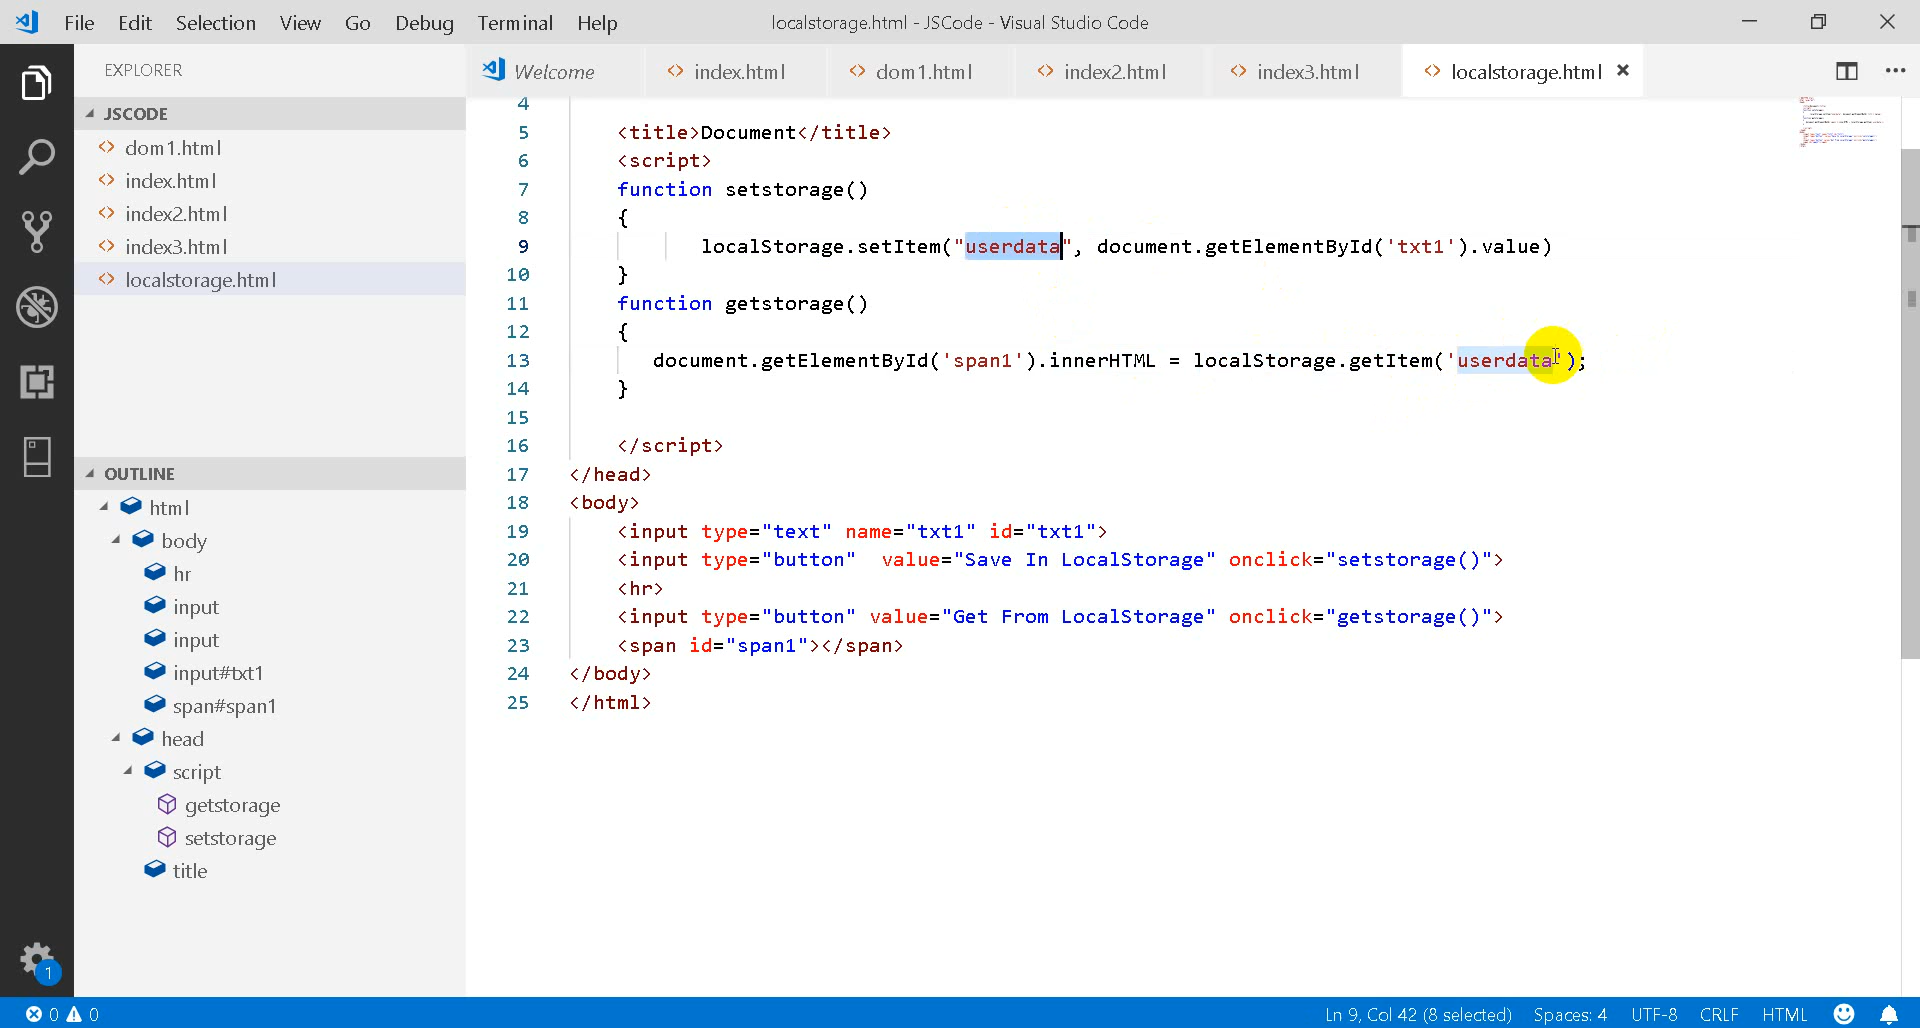 File Edit Selection View Go Debug Terminal Help localstorage.html - JSCode - Visual Studio Code
EXPLORER
JSCODE
dom1.html
index.html
index2.html
index3.html
localstorage.html
OUTLINE
html
body
hr
input
input
input#txt1
span#span1
head
script
getstorage
setstorage
title
1
Welcome index.html dom1.html index2.html index3.html localstorage.html
4
5 <title>Document</title>
6 <script>
7 function setstorage()
8 {
9 localStorage.setItem("userdata", document.getElementById('txt1').value)
10 }
11 function getstorage()
12 {
13 document.getElementById('span1').innerHTML = localStorage.getItem('userdata');
14 }
15
16 </script>
17 </head>
18 <body>
19 <input type="text" name="txt1" id="txt1">
20 <input type="button"  value="Save In LocalStorage" onclick="setstorage()">
21 <hr>
22 <input type="button" value="Get From LocalStorage" onclick="getstorage()">
23 <span id="span1"></span>
24 </body>
25 </html>
0 0 Ln 9, Col 42 (8 selected) Spaces: 4 UTF-8 CRLF HTML